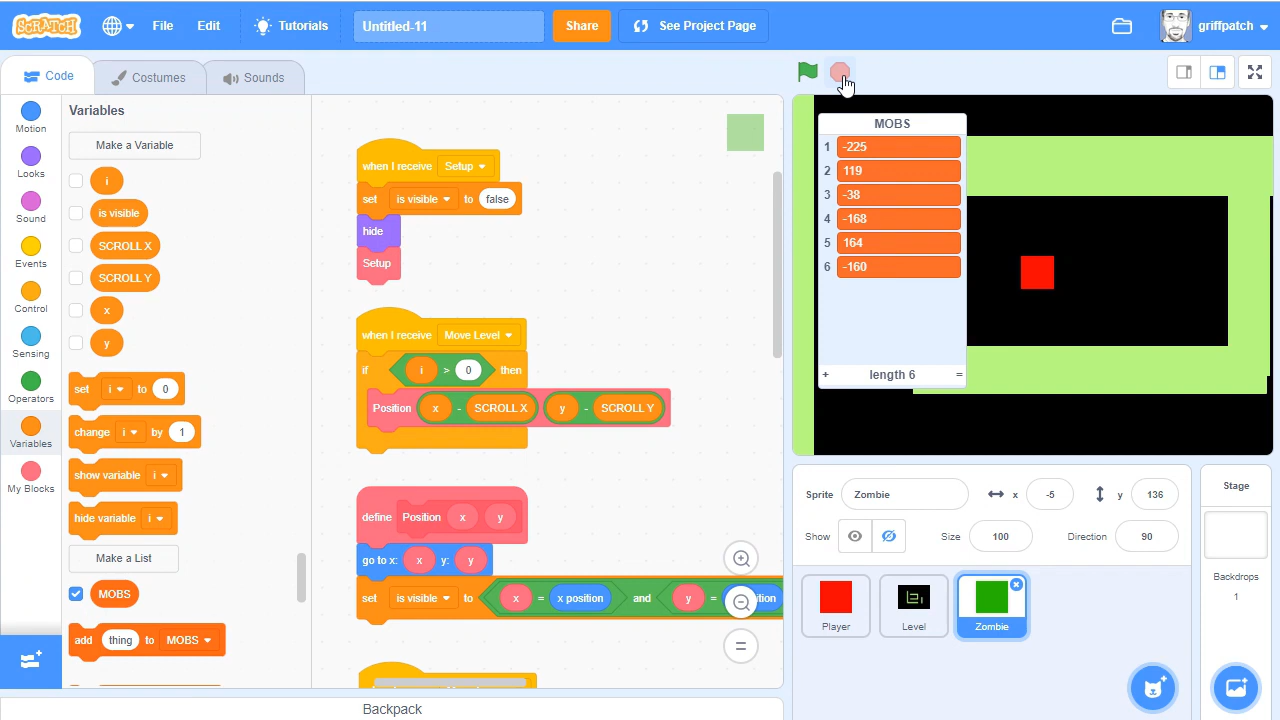 SCRATCH File Edit Tutorials Untitled-11 Share See Project Page griffpatch
Code Costumes Sounds
Motion
Looks
Sound
Events
Control
Sensing
Operators
Variables
My Blocks
Variables
Make a Variable
i
is visible
SCROLL X
SCROLL Y
x
y
set i to 0
change i by 1
show variable i
hide variable i
Make a List
MOBS
add thing to MOBS
when I receive Setup
set is visible to false
hide
Setup
when I receive Move Level
if i > 0 then
Position x - SCROLL X y - SCROLL Y
define Position x y
go to x: x y: y
set is visible to x = x position and y =
Backpack
MOBS
1 -225
2 119
3 -38
4 -168
5 164
6 -160
+ length 6 =
Sprite Zombie x -5 y 136
Show Size 100 Direction 90
Player Level Zombie
Stage
Backdrops
1